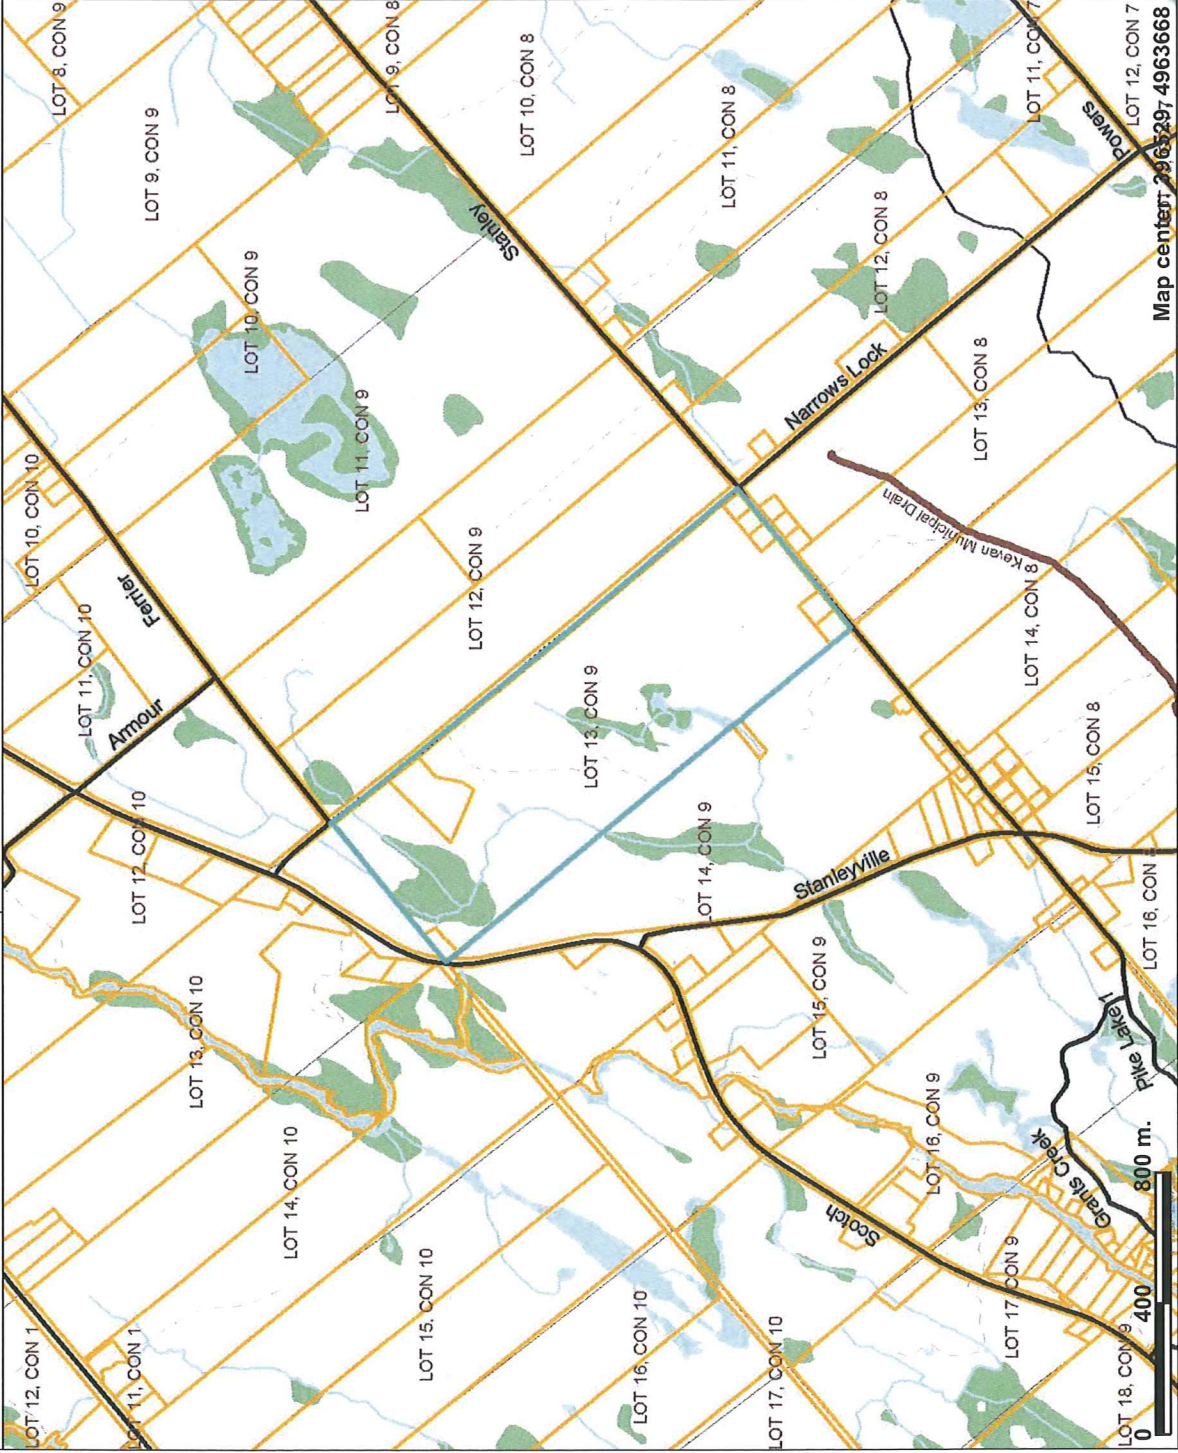 LOT 8, CON 9
LOT 9, CON 9
LOT 9, CON 8
LOT 10, CON 8
LOT 11, CON 8
LOT 11, CON 7
LOT 12, CON 7
Powers
LOT 10, CON 9
Stanley
LOT 12, CON 8
LOT 11, CON 9
Narrows Lock
LOT 13, CON 8
LOT 10, CON 10
Ferrier
LOT 11, CON 10
Armour
LOT 12, CON 9
Kevan Municipal Drain
LOT 14, CON 8
LOT 13, CON 9
LOT 15, CON 8
LOT 12, CON 10
LOT 14, CON 9
Stanleyville
LOT 16, CON
LOT 13, CON 10
LOT 15, CON 9
Pike Lake
LOT 14, CON 10
LOT 16, CON 9
Grants Creek
Scotch
LOT 15, CON 10
LOT 16, CON 10
LOT 17, CON 10
LOT 17, CON 9
LOT 18, CON 9
LOT 12, CON 1
LOT 11, CON 1
0 400 800 m.
Map center: 4963668